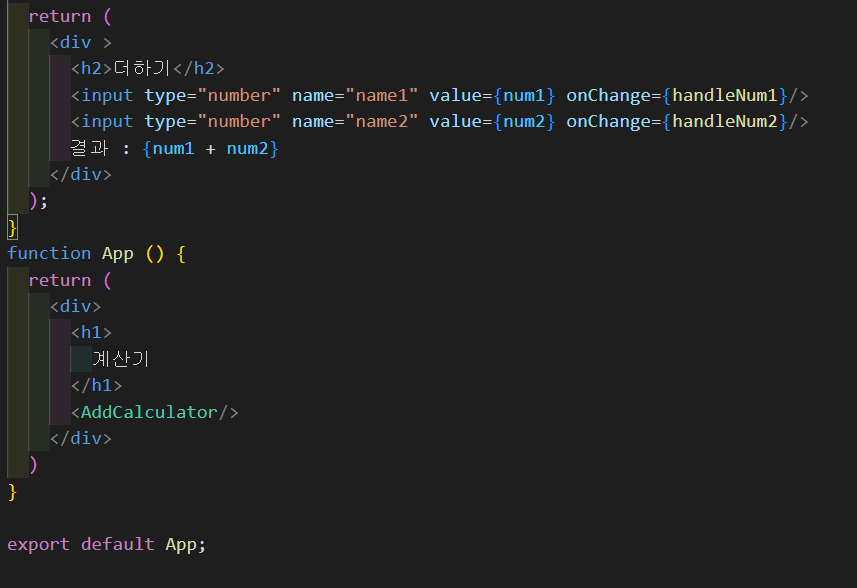 return (
<div >
<h2>더하기</h2>
<input type="number" name="name1" value={num1} onChange={handleNum1}/>
<input type="number" name="name2" value={num2} onChange={handleNum2}/>
결과 : {num1 + num2}
</div>
);
}
function App () {
return (
<div>
<h1>
계산기
</h1>
<AddCalculator/>
</div>
)
}
export default App;